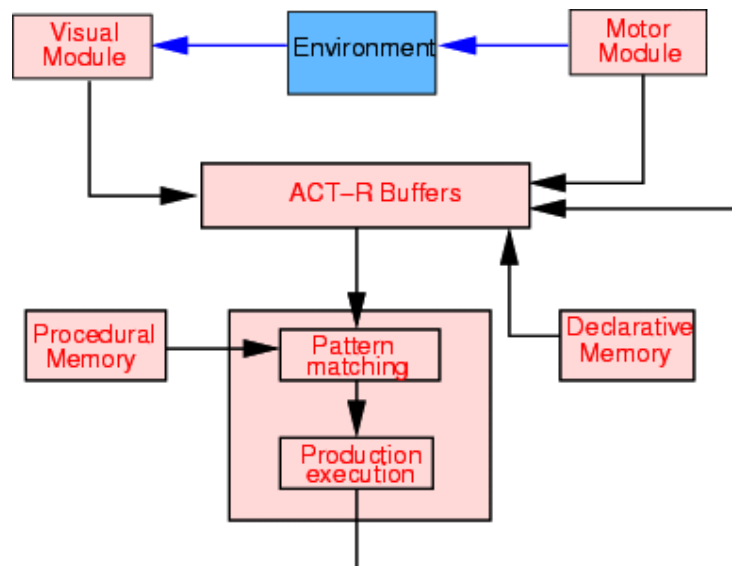 Visual
Module
Environment
Motor
Module
ACT-R Buffers
Procedural
Memory
Pattern
matching
Declarative
Memory
Production
execution